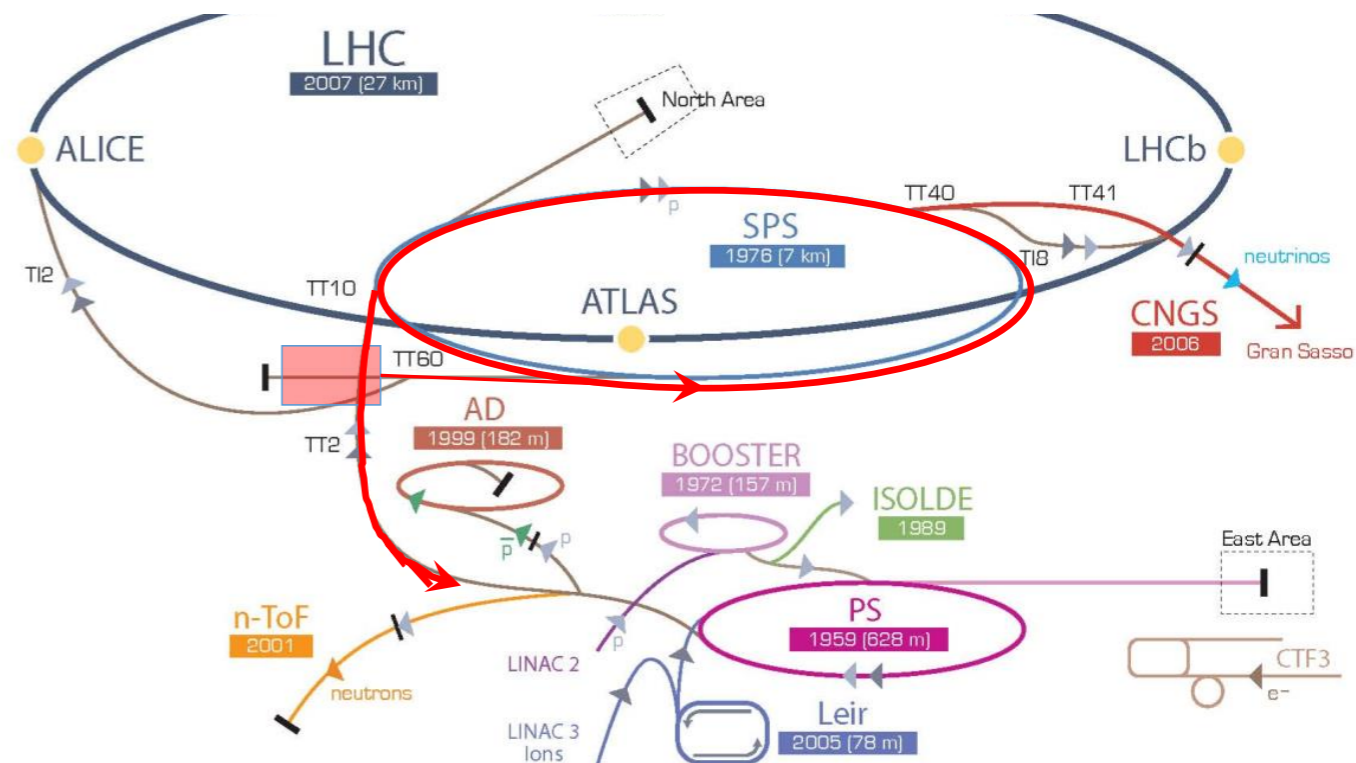 LHC
2007 (27 km)
North Area
ALICE
LHCb
TT40
TT41
p
SPS
1976 (7 km)
TI8
neutrinos
TI2
TT10
ATLAS
CNGS
2006
Gran Sasso
TT60
AD
1999 (182 m)
TT2
BOOSTER
1972 (157 m)
ISOLDE
1989
p
p
East Area
n-ToF
2001
PS
1959 (628 m)
p
LINAC 2
CTF3
e-
neutrons
LINAC 3
Ions
Leir
2005 (78 m)